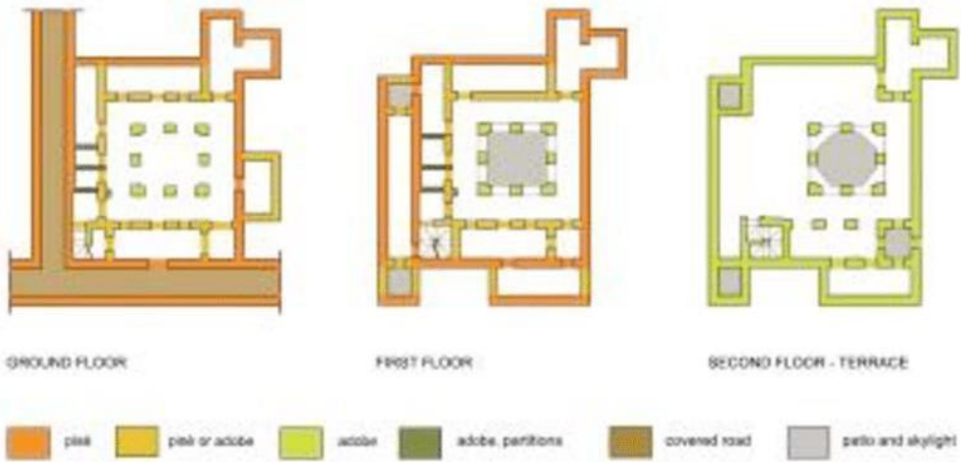 GROUND FLOOR
FIRST FLOOR
SECOND FLOOR - TERRACE
pisé
pisé or adobe
adobe
adobe, partitions
covered road
patio and skylight